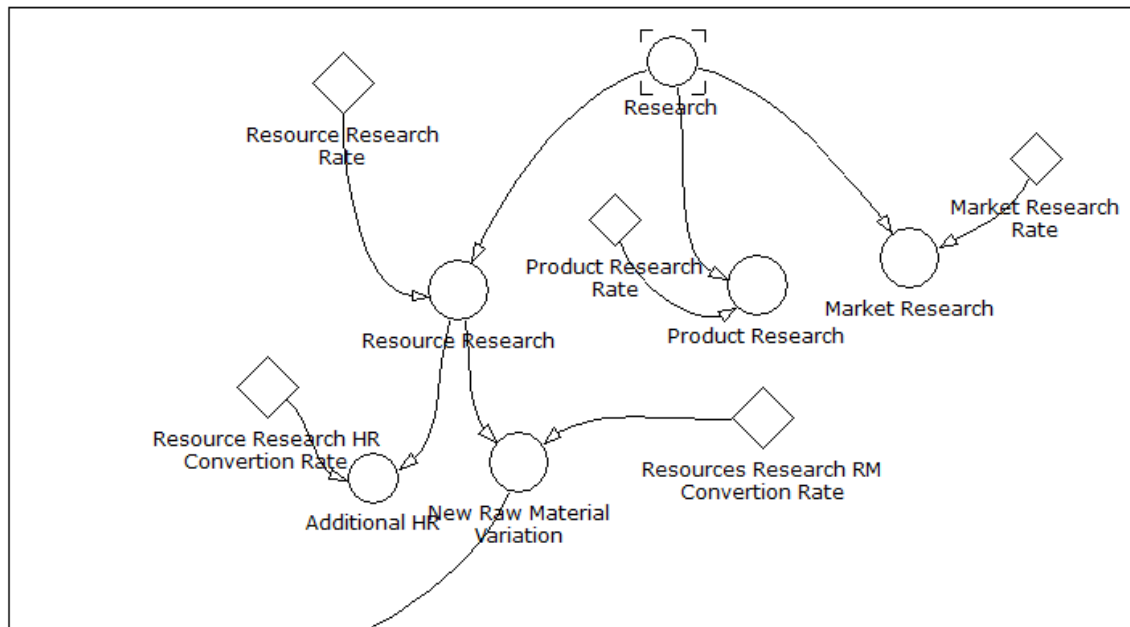 Research
Resource Research
Rate
Market Research
Rate
Product Research
Rate
Market Research
Product Research
Resource Research
Resource Research HR
Convertion Rate
Resources Research RM
Convertion Rate
Additional HR
New Raw Material
Variation